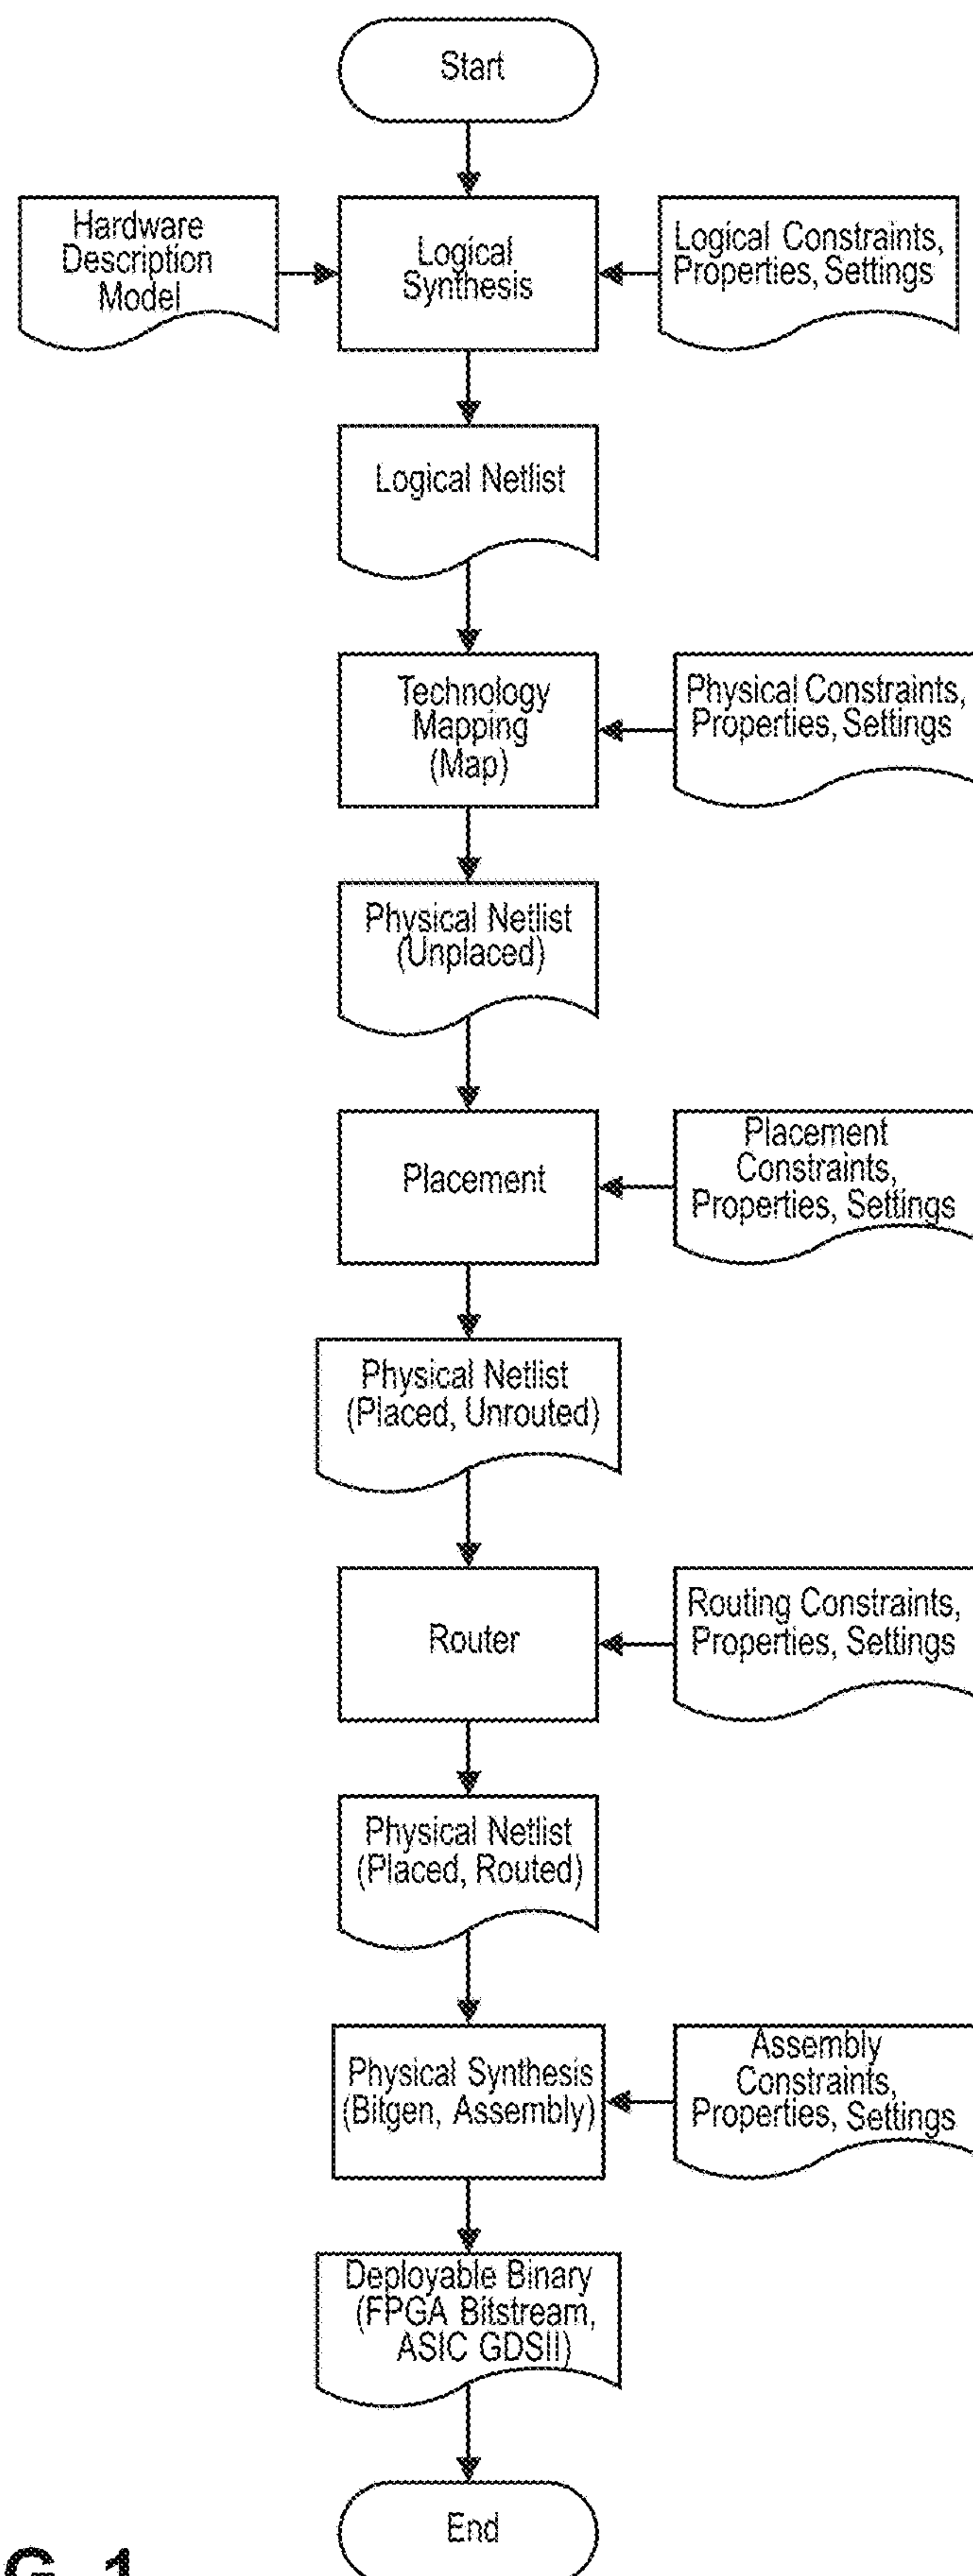 Start
Hardware
Description
Model
Logical
Synthesis
Logical Constraints,
Properties, Settings
Logical Netlist
Technology
Mapping
(Map)
Physical Constraints,
Properties, Settings
Physical Netlist
(Unplaced)
Placement
Placement
Constraints,
Properties, Settings
Physical Netlist
(Placed, Unrouted)
Router
Routing Constraints,
Properties, Settings
Physical Netlist
(Placed, Routed)
Physical Synthesis
(Bitgen, Assembly)
Assembly
Constraints,
Properties, Settings
Deployable Binary
(FPGA Bitstream,
ASIC GDSII)
End
G. 1